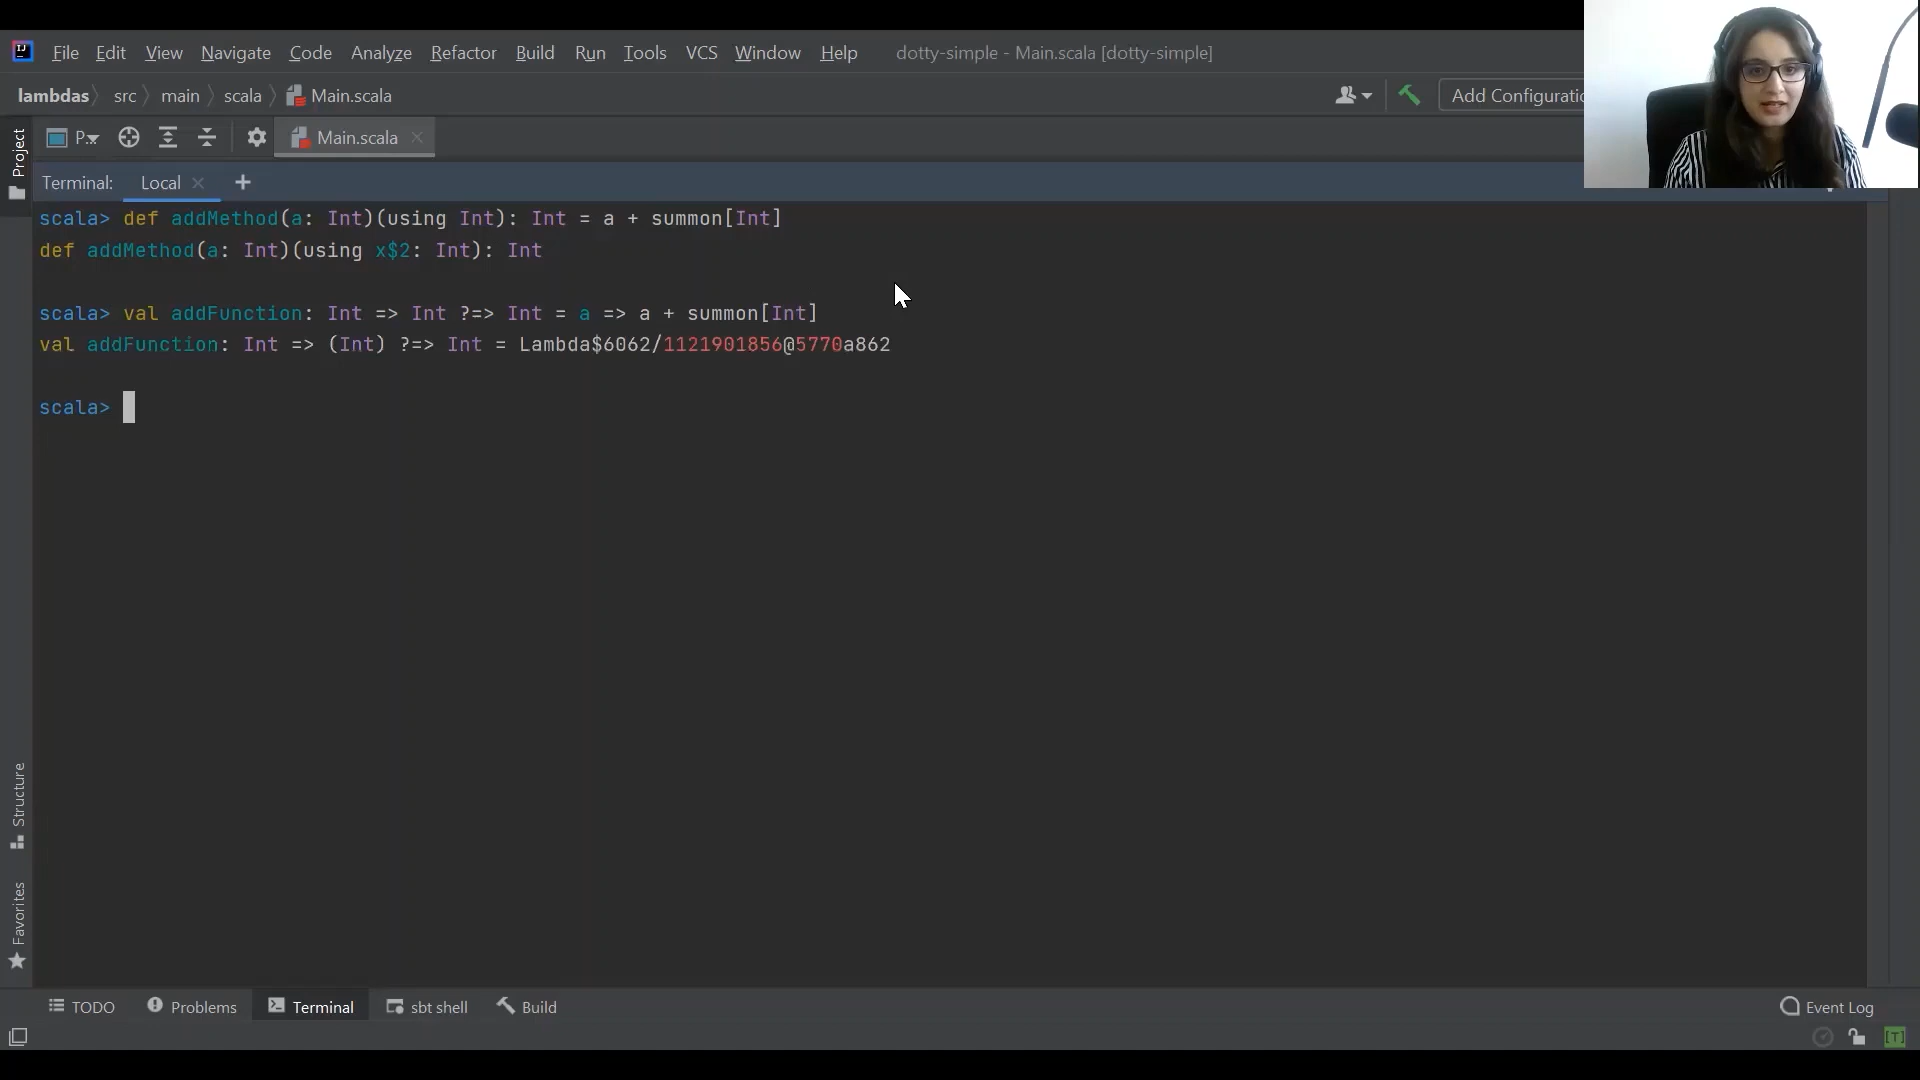 File Edit View Navigate Code Analyze Refactor Build Run Tools VCS Window Help dotty-simple - Main.scala [dotty-simple]
lambdas src main scala Main.scala Add Configuratio
P.. Main.scala
Project
Terminal: Local
scala> def addMethod(a: Int)(using Int): Int = a + summon[Int]
def addMethod(a: Int)(using x$2: Int): Int
scala> val addFunction: Int => Int ?=> Int = a => a + summon[Int]
val addFunction: Int => (Int) ?=> Int = Lambda$6062/1121901856@5770a862
scala>
Structure
Favorites
TODO Problems Terminal sbt shell Build Event Log
[T]